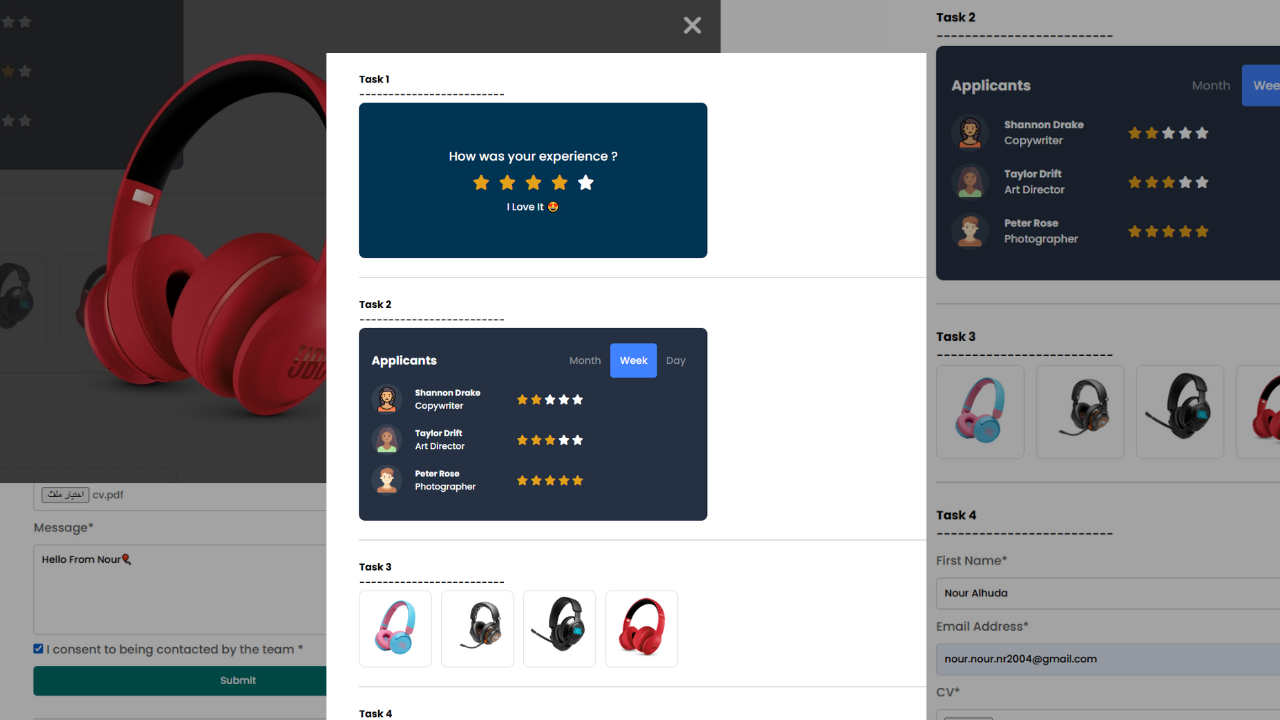 Task 1
------------------------
How was your experience ?
I Love It 😍
Task 2
------------------------
Applicants
Month
Week
Day
Shannon Drake
Copywriter
Taylor Drift
Art Director
Peter Rose
Photographer
Task 3
------------------------
Task 4
اختيار ملف cv.pdf
Message*
Hello From Nour🎈
I consent to being contacted by the team *
Submit
Task 2
------------------------
Applicants
Month
Shannon Drake
Copywriter
Taylor Drift
Art Director
Peter Rose
Photographer
Task 3
------------------------
Task 4
------------------------
First Name*
Nour Alhuda
Email Address*
nour.nour.nr2004@gmail.com
CV*